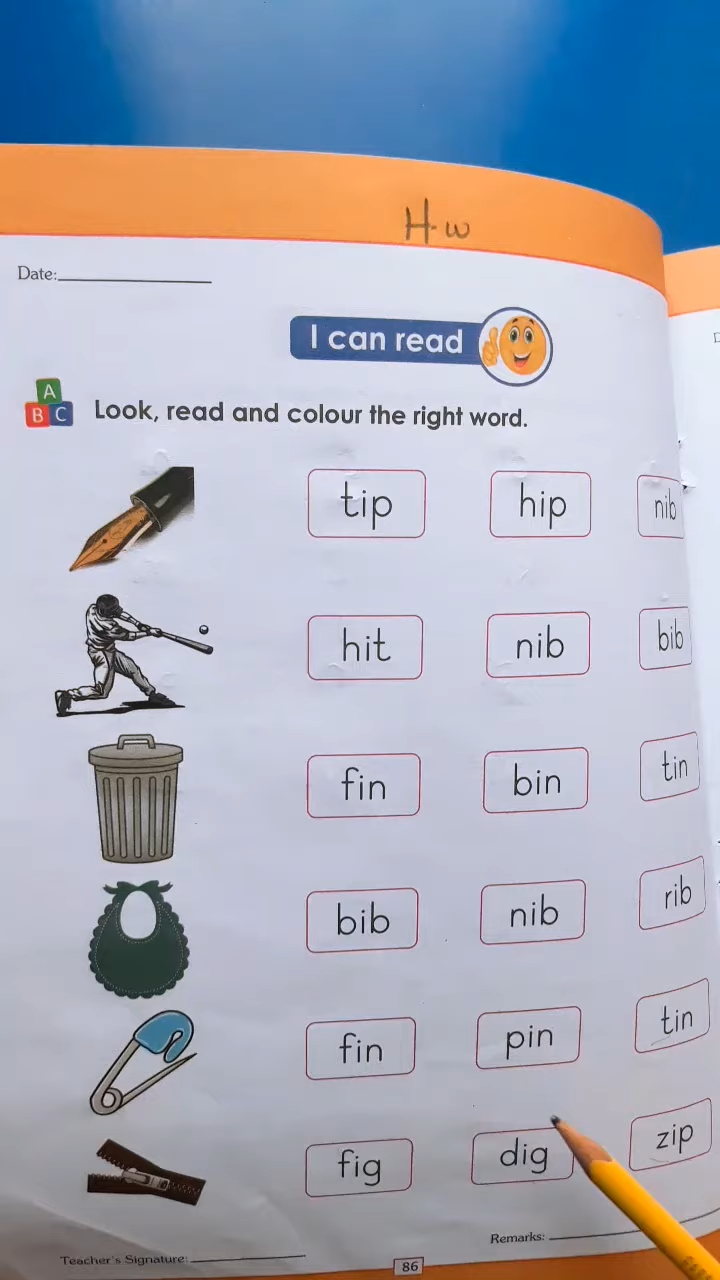 H.w
Date:
I can read
A
B C
Look, read and colour the right word.
tip hip nib
hit nib bib
fin bin tin
bib nib rib
fin pin tin
fig dig zip
Remarks:
Teacher's Signature:
86